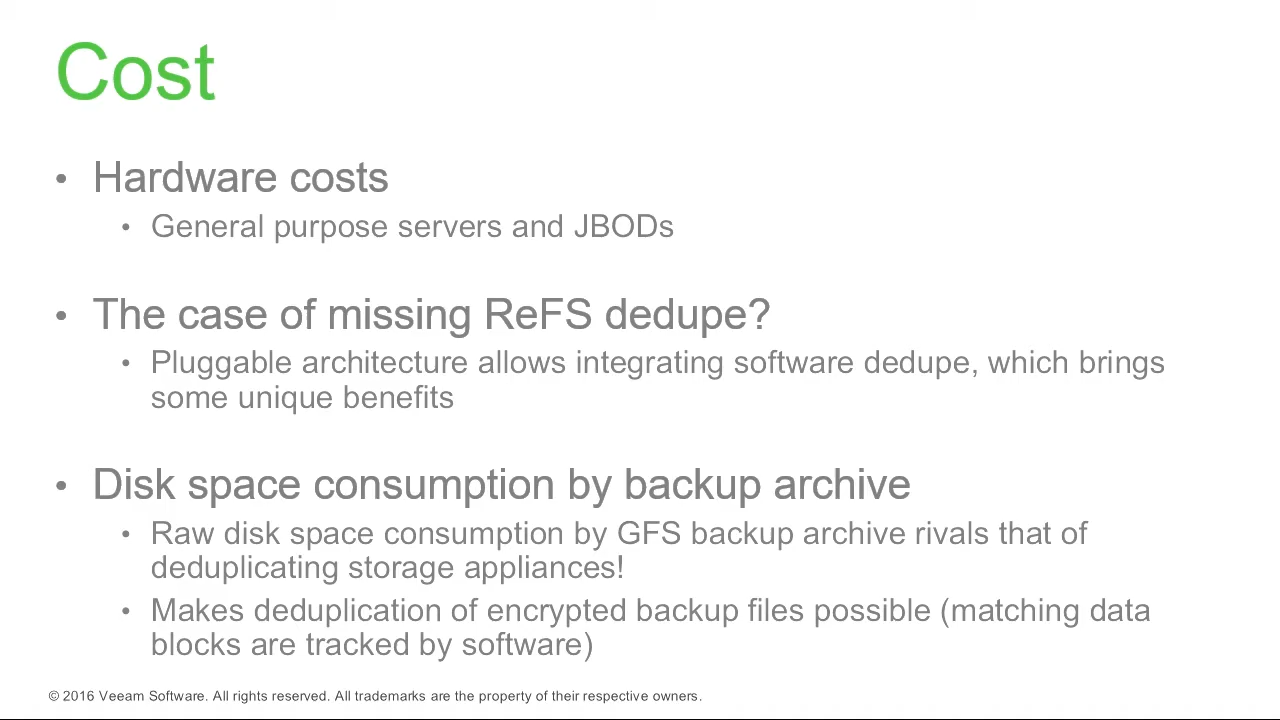 Cost
• Hardware costs
• General purpose servers and JBODs
• The case of missing ReFS dedupe?
• Pluggable architecture allows integrating software dedupe, which brings
some unique benefits
• Disk space consumption by backup archive
• Raw disk space consumption by GFS backup archive rivals that of
deduplicating storage appliances!
• Makes deduplication of encrypted backup files possible (matching data
blocks are tracked by software)
© 2016 Veeam Software. All rights reserved. All trademarks are the property of their respective owners.